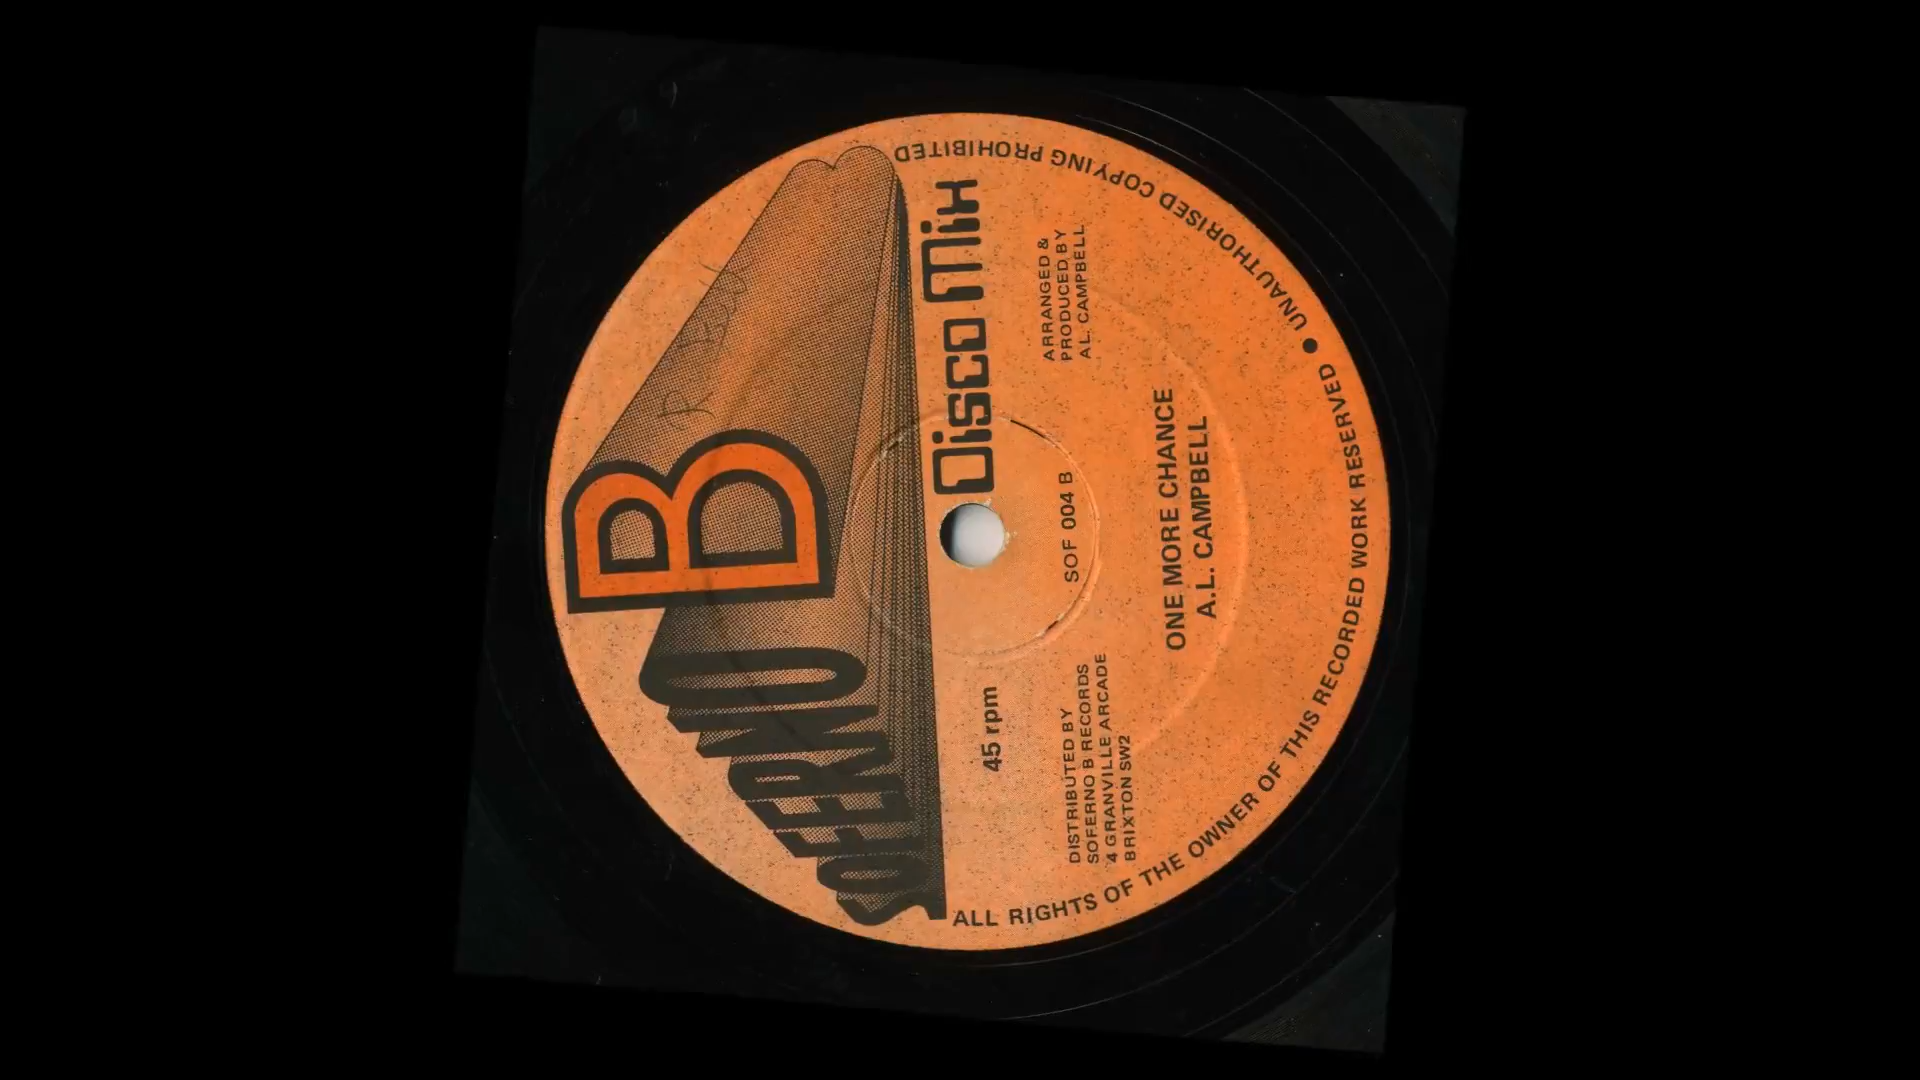 SOFERNO
B
Disco Mix
45 rpm
SOF 004 B
ARRANGED &
PRODUCED BY
AL. CAMPBELL
DISTRIBUTED BY
SOFERNO B RECORDS
4 GRANVILLE ARCADE
BRIXTON SW2
ONE MORE CHANCE
A.L. CAMPBELL
ALL RIGHTS OF THE OWNER OF THIS RECORDED WORK RESERVED ● UNAUTHORISED COPYING PROHIBITED